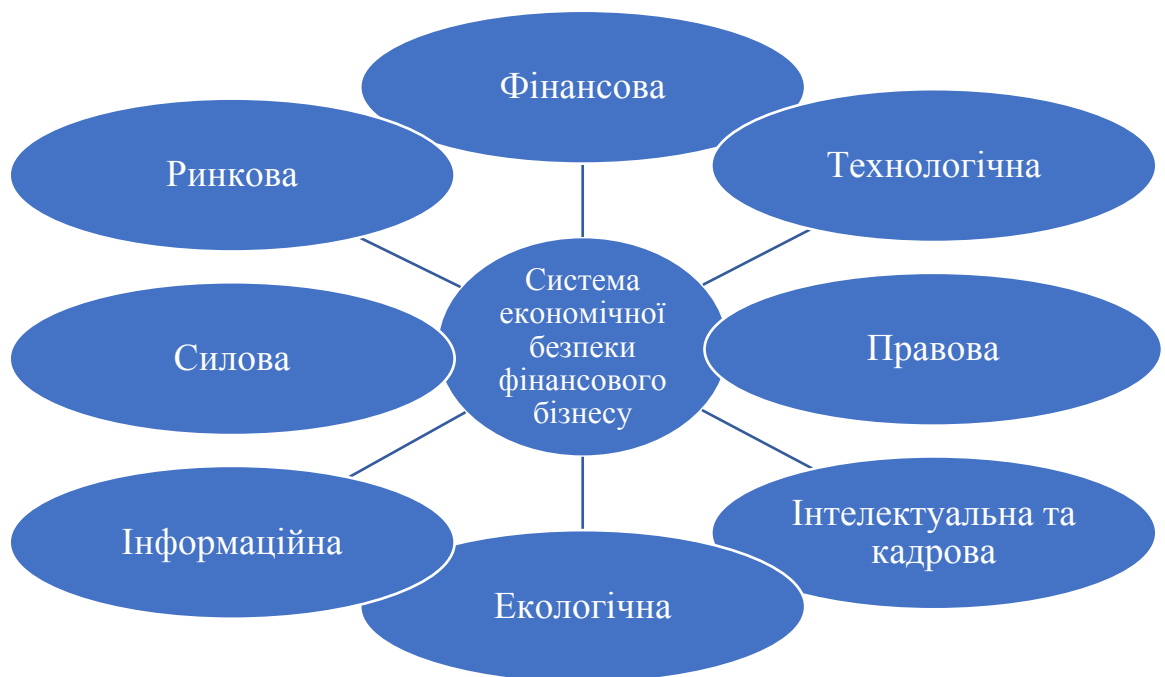 Фінансова
Ринкова
Технологічна
Система
економічної
безпеки
фінансового
бізнесу
Силова
Правова
Інформаційна
Інтелектуальна та
кадрова
Екологічна